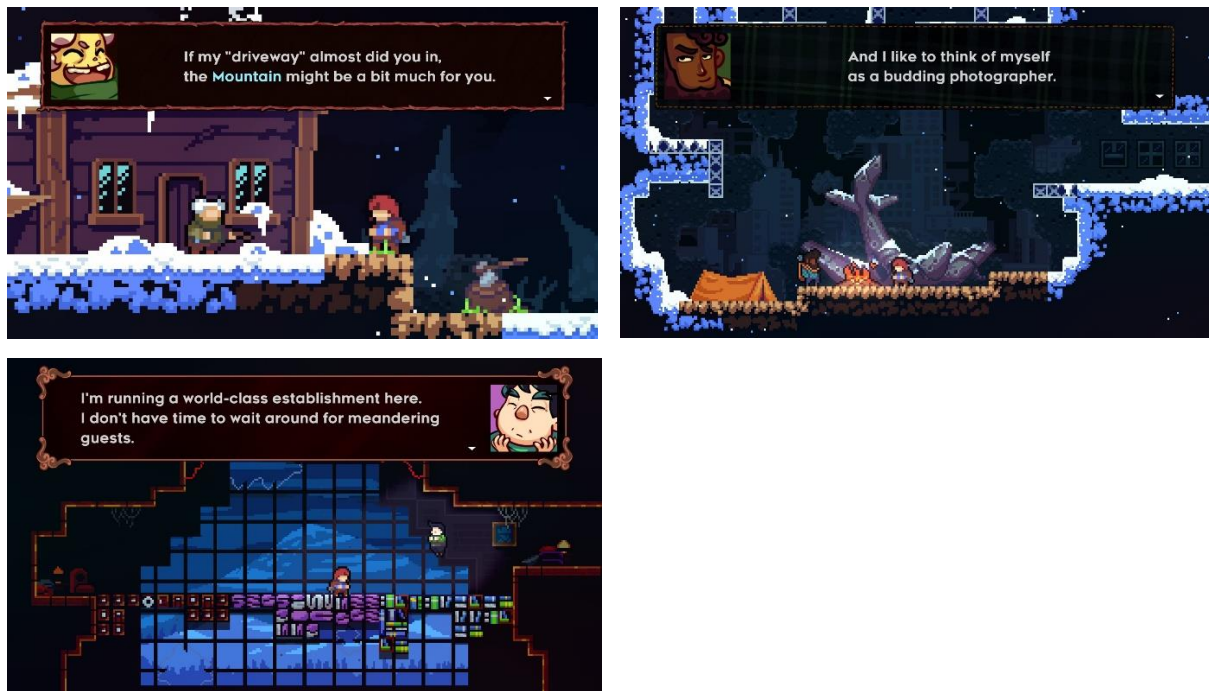 If my "driveway" almost did you in,
the Mountain might be a bit much for you.
And I like to think of myself
as a budding photographer.
I'm running a world-class establishment here.
I don't have time to wait around for meandering
guests.